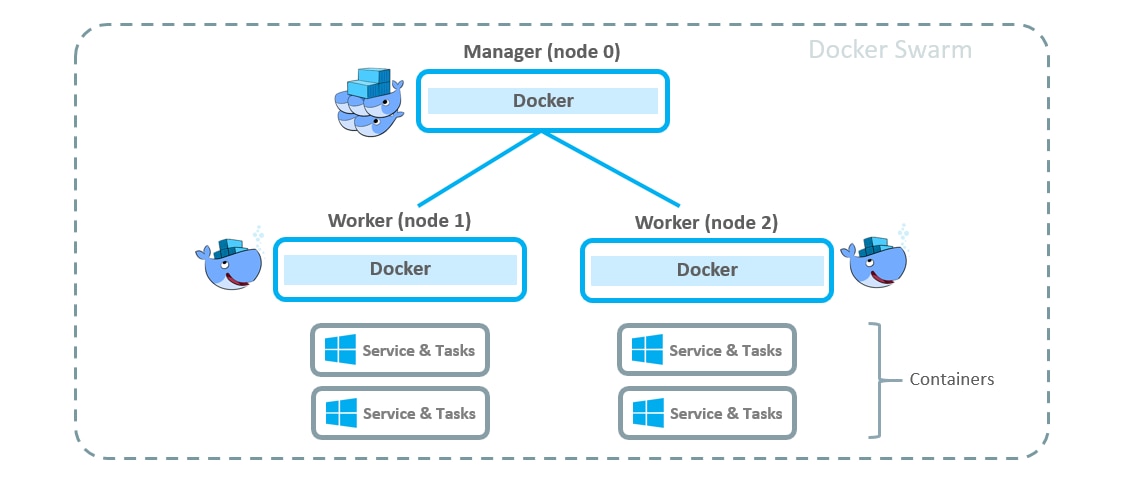 Docker Swarm
Manager (node 0)
Docker
Worker (node 1)
Worker (node 2)
Docker
Docker
Service & Tasks
Service & Tasks
Service & Tasks
Service & Tasks
Containers